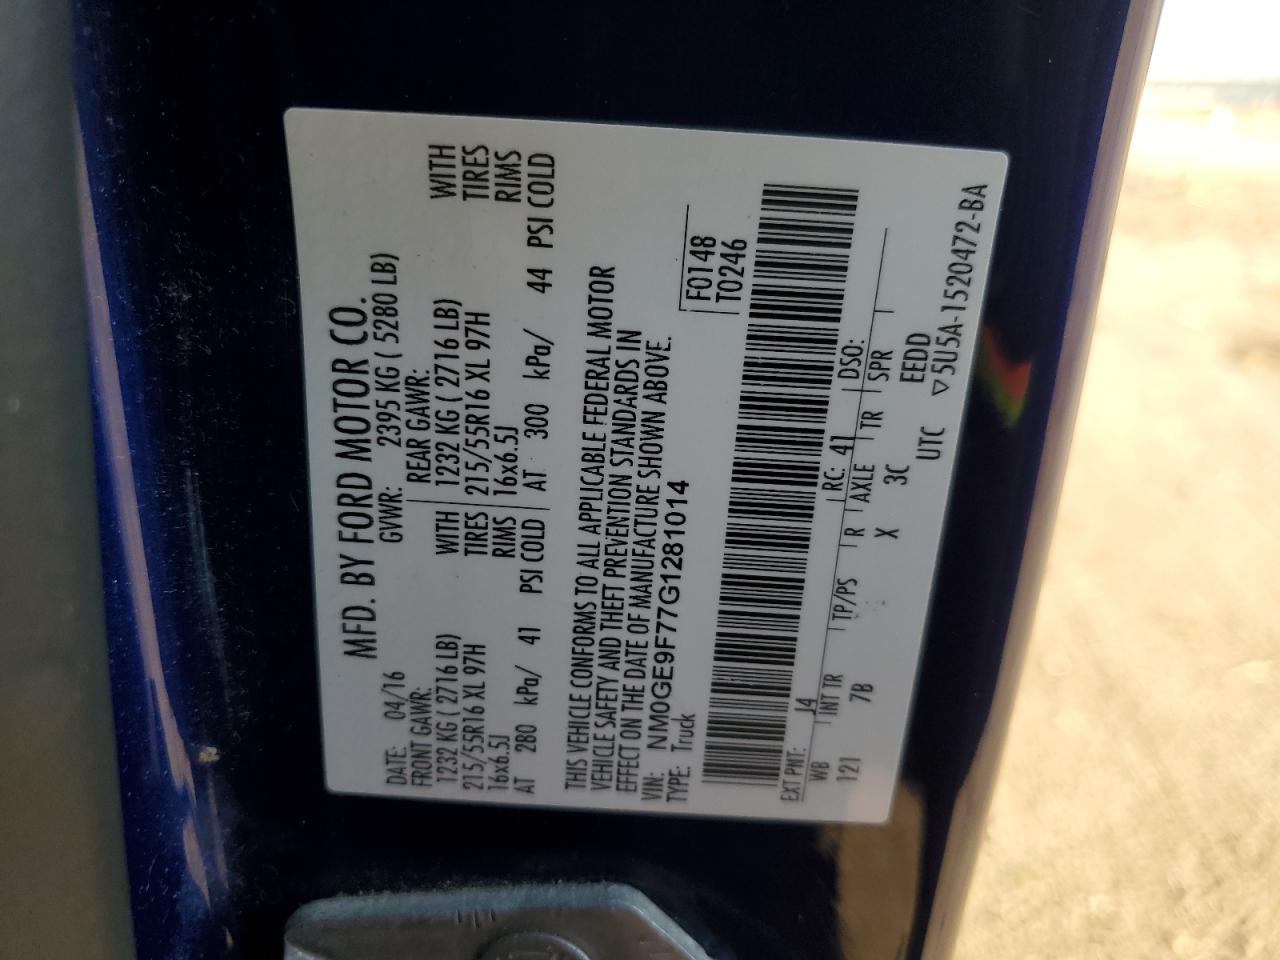 MFD. BY FORD MOTOR CO.
DATE: 04/16 GVWR: 2395 KG ( 5280 LB)
FRONT GAWR: REAR GAWR:
1232 KG ( 2716 LB) WITH 1232 KG ( 2716 LB) WITH
215/55R16 XL 97H TIRES 215/55R16 XL 97H TIRES
16x6.5J RIMS 16x6.5J RIMS
AT 280 kPa/ 41 PSI COLD AT 300 kPa/ 44 PSI COLD
THIS VEHICLE CONFORMS TO ALL APPLICABLE FEDERAL MOTOR
VEHICLE SAFETY AND THEFT PREVENTION STANDARDS IN
EFFECT ON THE DATE OF MANUFACTURE SHOWN ABOVE.
VIN: NM0GE9F77G1281014 F0148
TYPE: Truck T0246
EXT PNT: J4 RC: 41 DSO:
WB INT TR TP/PS R AXLE TR SPR
121 7B X 3C EEDD
UTC ▽5U5A-1520472-BA